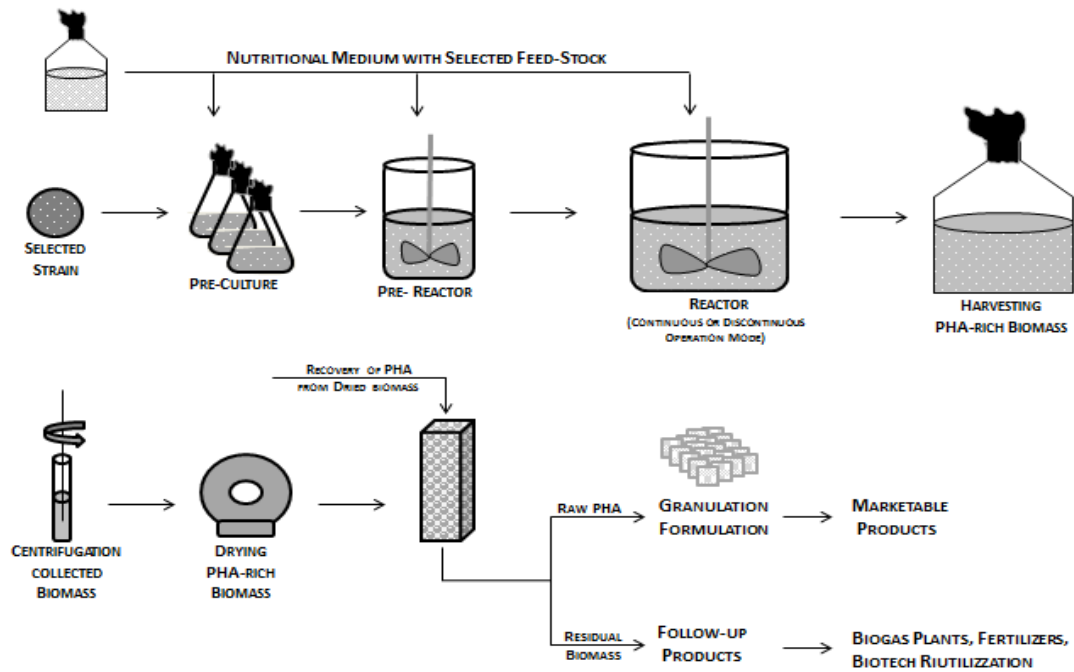 Nutritional Medium with Selected Feed-Stock
Selected
Strain
Pre-Culture
Pre- Reactor
Reactor
(Continuous or Discontinuous
Operation Mode)
Harvesting
PHA-rich Biomass
Recovery of PHA
from Dried biomass
Centrifugation
collected
Biomass
Drying
PHA-rich
Biomass
Raw PHA
Granulation
Formulation
Marketable
Products
Residual
Biomass
Follow-up
Products
Biogas Plants, Fertilizers,
Biotech Riutilizzation